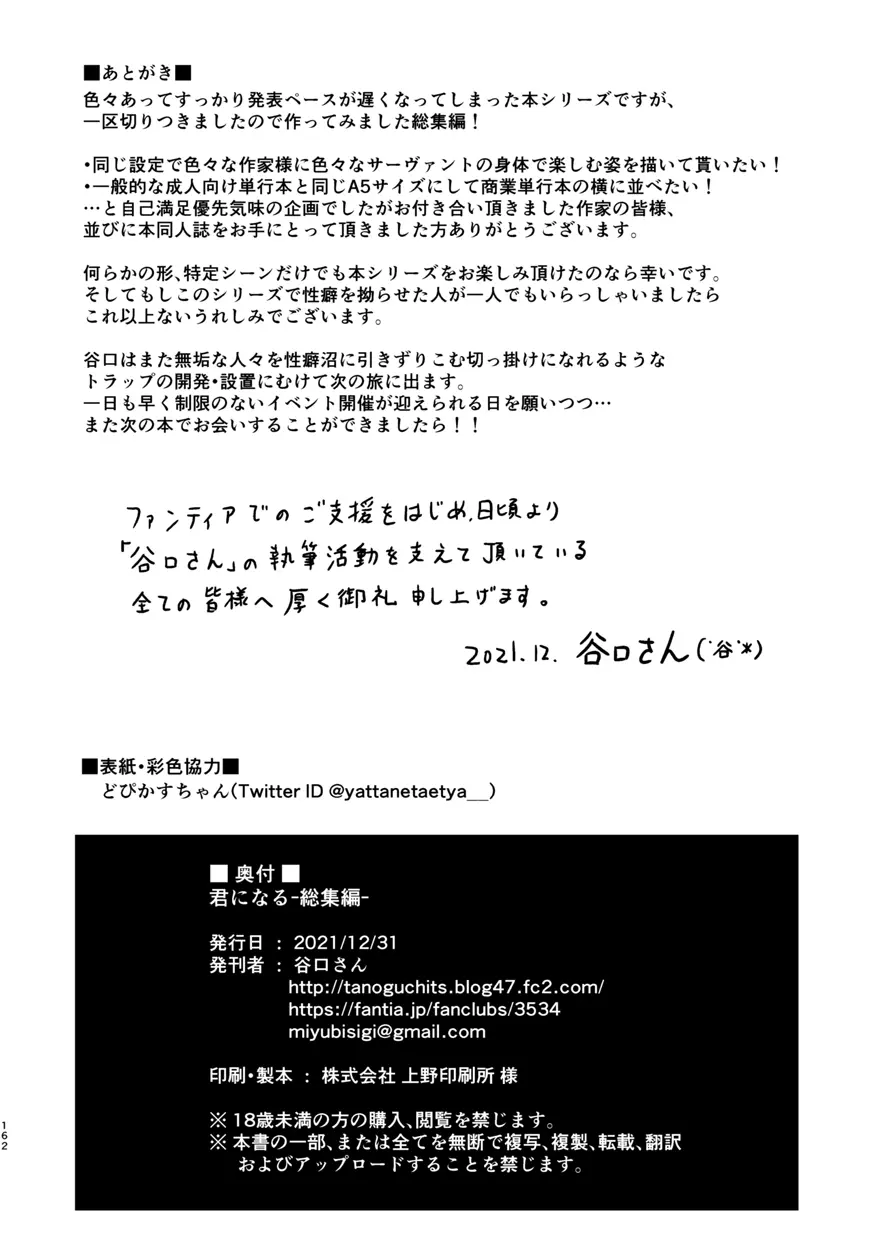 ■あとがき■
色々あってすっかり発表ペースが遅くなってしまった本シリーズですが、
一区切りつきましたので作ってみました総集編！
・同じ設定で色々な作家様に色々なサーヴァントの身体で楽しむ姿を描いて貰いたい！
・一般的な成人向け単行本と同じA5サイズにして商業単行本の横に並べたい！
…と自己満足優先気味の企画でしたがお付き合い頂きました作家の皆様、
並びに本同人誌をお手にとって頂きました方ありがとうございます。
何らかの形、特定シーンだけでも本シリーズをお楽しみ頂けたのなら幸いです。
そしてもしこのシリーズで性癖を拗らせた人が一人でもいらっしゃいましたら
これ以上ないうれしみでございます。
谷口はまた無垢な人々を性癖沼に引きずりこむ切っ掛けになれるような
トラップの開発・設置にむけて次の旅に出ます。
一日も早く制限のないイベント開催が迎えられる日を願いつつ…
また次の本でお会いすることができましたら！！
ファンティアでのご支援をはじめ、日頃より
「谷口さん」の執筆活動を支えて頂いている
全ての皆様へ厚く御礼申し上げます。
2021.12. 谷口さん(˙谷˙*)
■表紙・彩色協力■
どぴかすちゃん(Twitter ID @yattanetaetya__)
■ 奥付 ■
君になる-総集編-
発行日 : 2021/12/31
発刊者 : 谷口さん
http://tanoguchits.blog47.fc2.com/
https://fantia.jp/fanclubs/3534
miyubisigi@gmail.com
印刷・製本 : 株式会社 上野印刷所 様
※ 18歳未満の方の購入、閲覧を禁じます。
※ 本書の一部、または全てを無断で複写、複製、転載、翻訳
およびアップロードすることを禁じます。
162